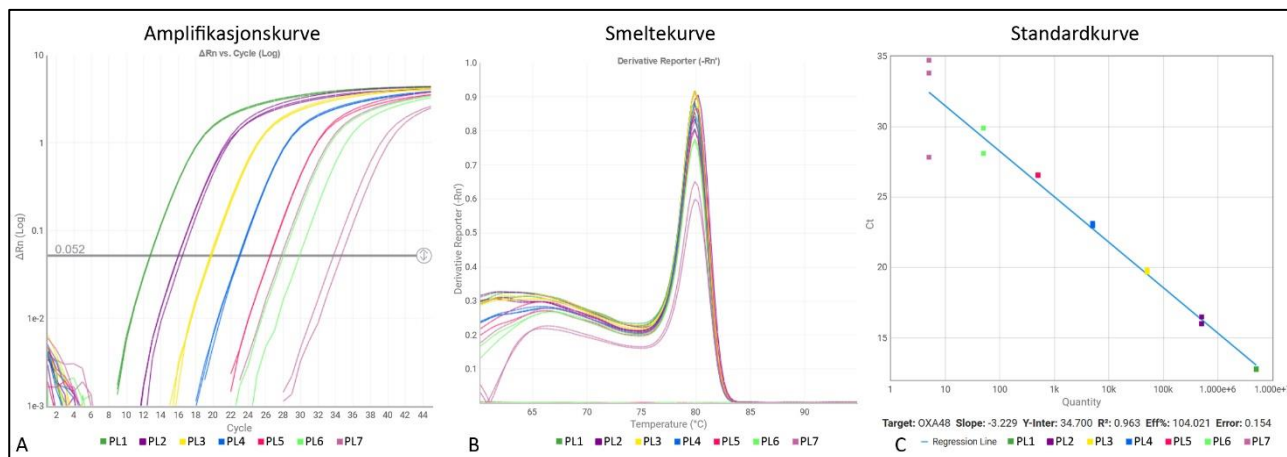 Amplifikasjonskurve
ΔRn vs. Cycle (Log)
10
1
0.1
1e-2
1e-3
ΔRn (Log)
0.052
2 4 6 8 10 12 14 16 18 20 22 24 26 28 30 32 34 36 38 40 42 44
Cycle
A
PL1 PL2 PL3 PL4 PL5 PL6 PL7
Smeltekurve
Derivative Reporter (-Rn')
1.0
0.9
0.8
0.7
0.6
0.5
0.4
0.3
0.2
0.1
Derivative Reporter (-Rn')
65 70 75 80 85 90
Temperature (°C)
B
PL1 PL2 PL3 PL4 PL5 PL6 PL7
Standardkurve
35
30
25
20
15
Ct
1 10 100 1k 10k 100k 1,000e+6 1,000e+7
Quantity
Target: OXA48 Slope: -3.229 Y-Inter: 34.700 R²: 0.963 Eff%: 104.021 Error: 0.154
C
Regression Line PL1 PL2 PL3 PL4 PL5 PL6 PL7